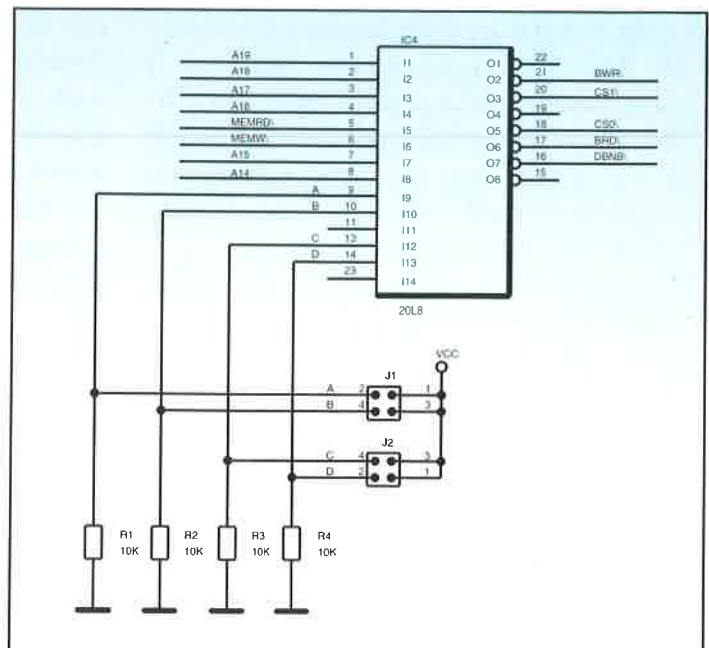 IC4
A19 1 I1 O1 22
A18 2 I2 O2 21 BWR\
A17 3 I3 O3 20 CS1\
A16 4 I4 O4 19
MEMRD\ 5 I5 O5 18 CS0\
MEMW\ 6 I6 O6 17 BRD\
A15 7 I7 O7 16 DBNB\
A14 8 I8 O8 15
A 9 I9
B 10 I10
11 I11
C 13 I12
D 14 I13
23 I14
20L8
VCC
J1
A 2 1
B 4 3
J2
C 4 3
D 2 1
R1 R2 R3 R4
10K 10K 10K 10K